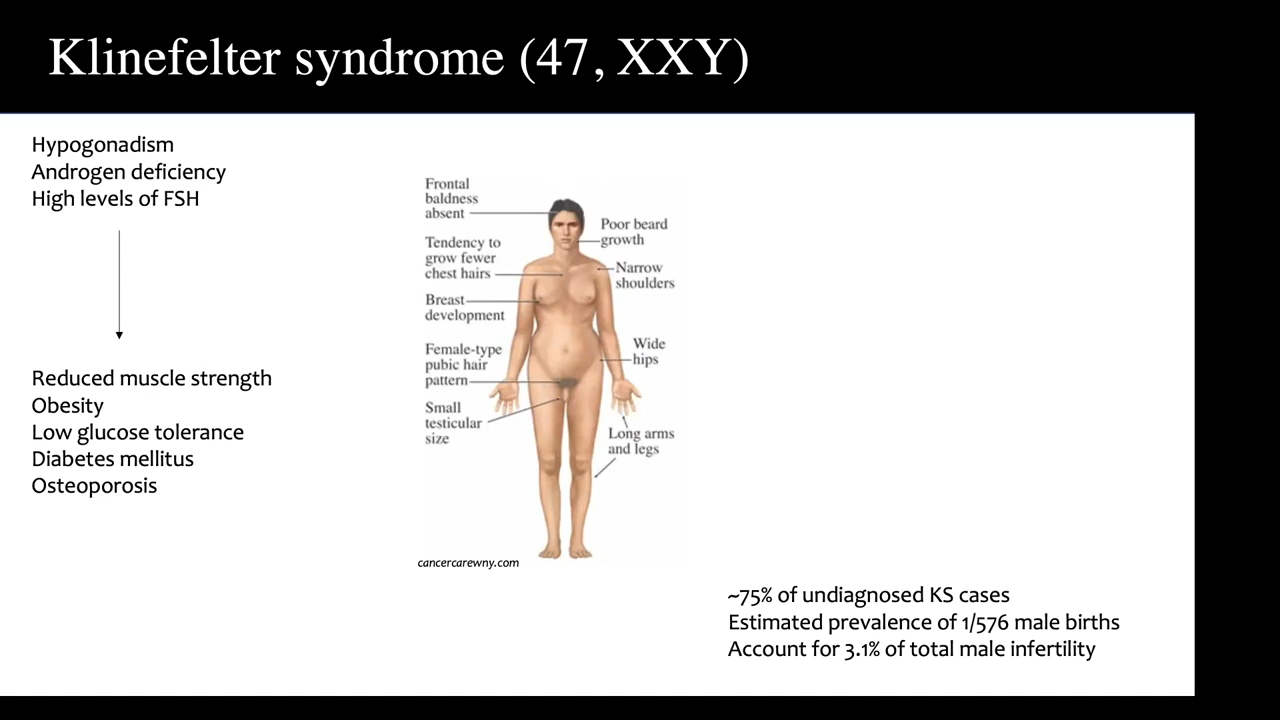 Klinefelter syndrome (47, XXY)
Hypogonadism
Androgen deficiency
High levels of FSH
Reduced muscle strength
Obesity
Low glucose tolerance
Diabetes mellitus
Osteoporosis
Frontal
baldness
absent
Tendency to
grow fewer
chest hairs
Breast
development
Female-type
pubic hair
pattern
Small
testicular
size
Poor beard
growth
Narrow
shoulders
Wide
hips
Long arms
and legs
cancercarewny.com
~75% of undiagnosed KS cases
Estimated prevalence of 1/576 male births
Account for 3.1% of total male infertility